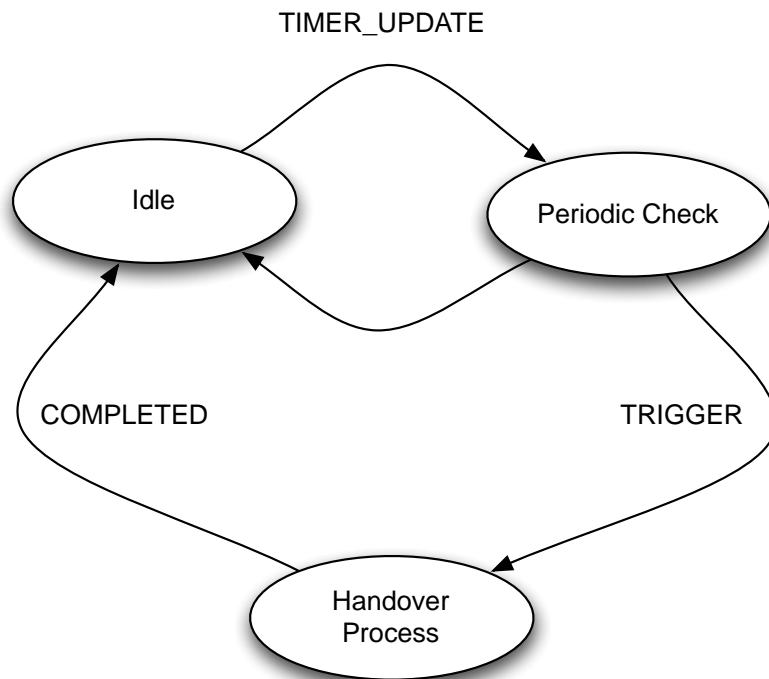 TIMER_UPDATE
Idle
Periodic Check
COMPLETED
TRIGGER
Handover
Process